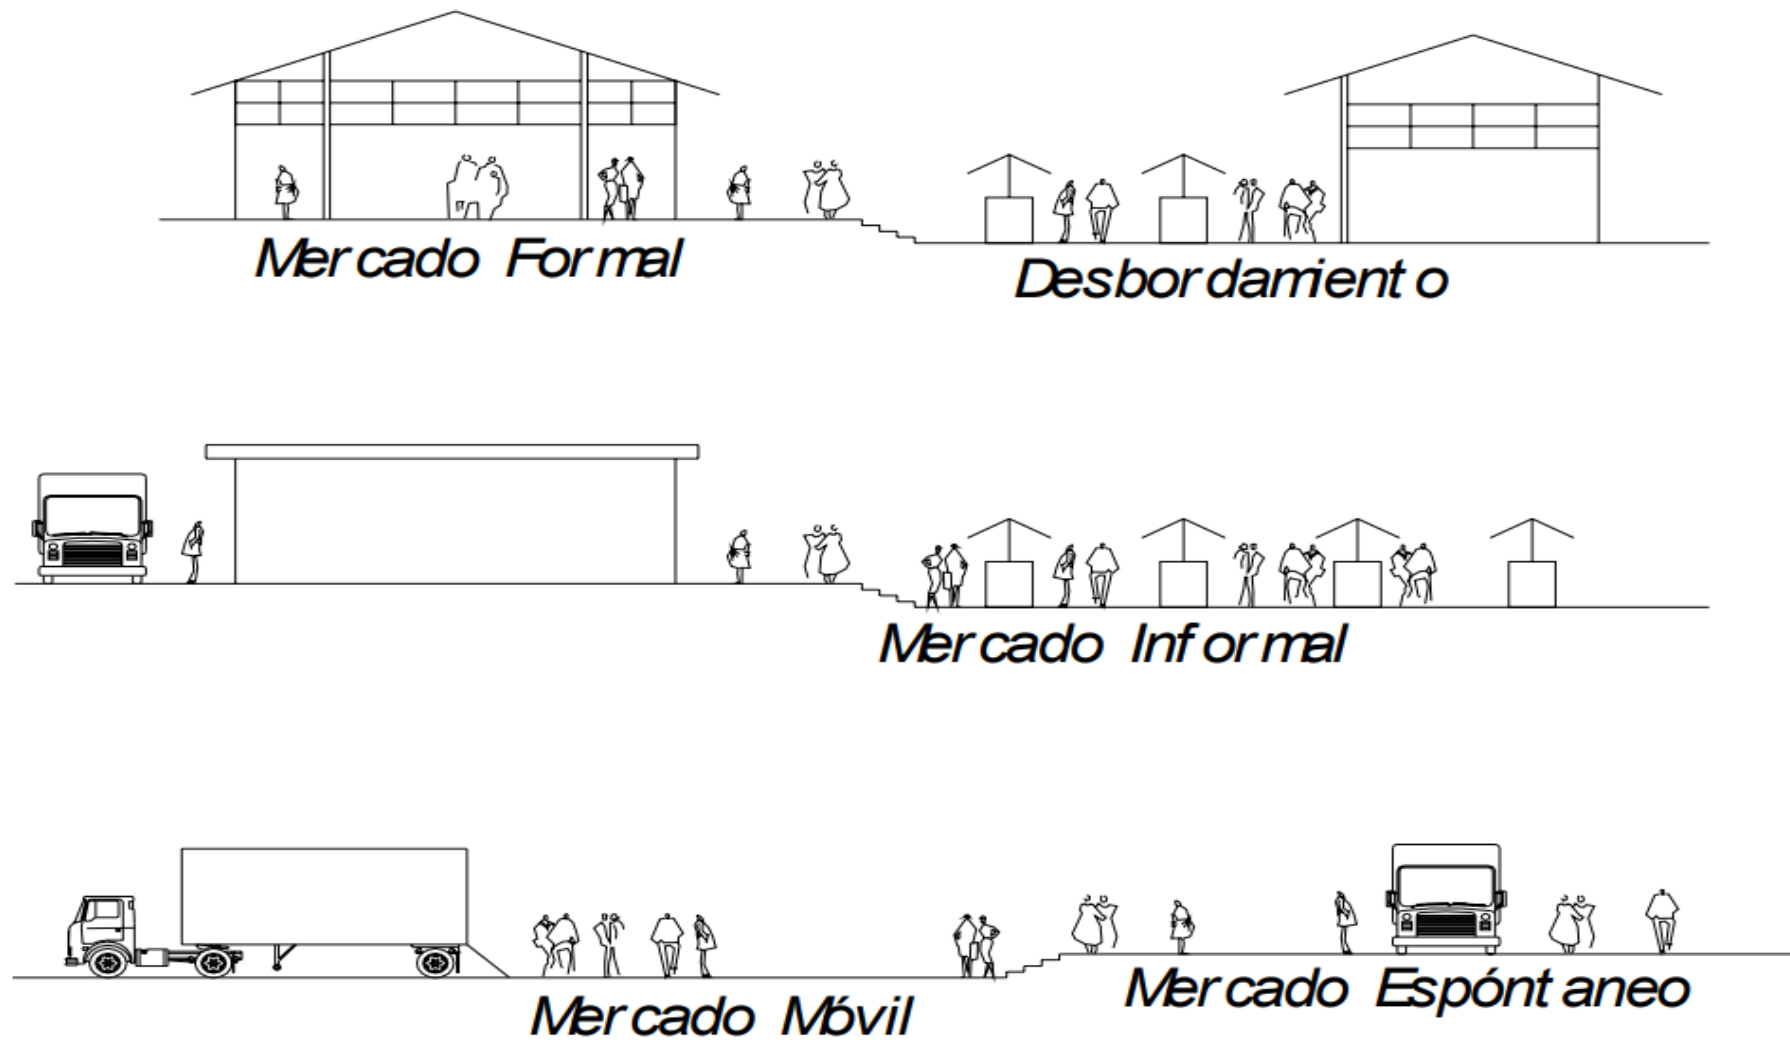 Mercado Formal
Desbordamiento
Mercado Informal
Mercado Móvil
Mercado Espóntaneo